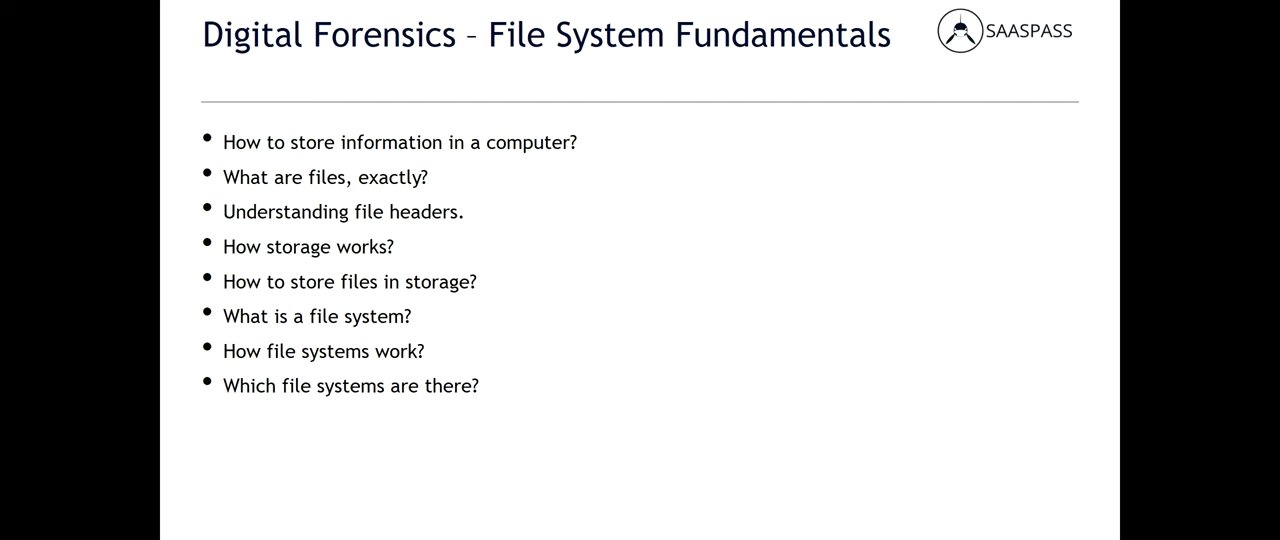 Digital Forensics – File System Fundamentals
SAASPASS
• How to store information in a computer?
• What are files, exactly?
• Understanding file headers.
• How storage works?
• How to store files in storage?
• What is a file system?
• How file systems work?
• Which file systems are there?